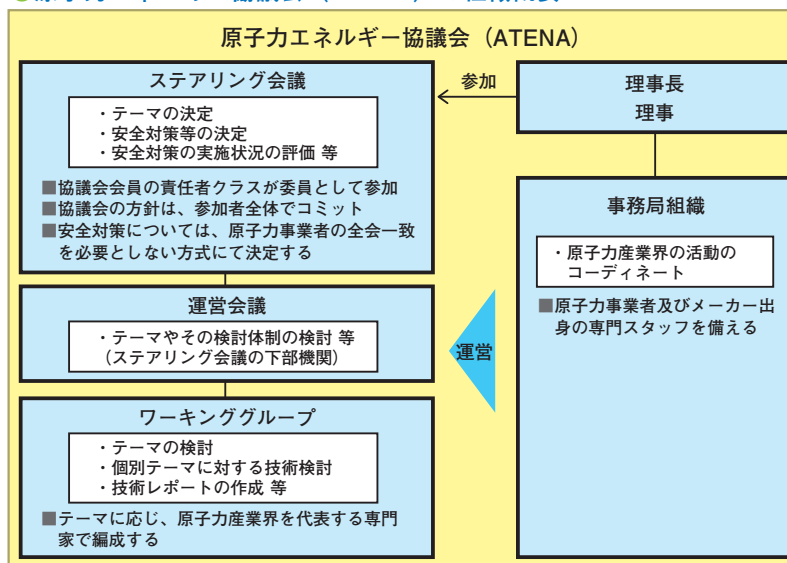 原子力エネルギー協議会（ATENA）
ステアリング会議
・テーマの決定
・安全対策等の決定
・安全対策の実施状況の評価 等
■協議会会員の責任者クラスが委員として参加
■協議会の方針は、参加者全体でコミット
■安全対策については、原子力事業者の全会一致
を必要としない方式にて決定する
運営会議
・テーマやその検討体制の検討 等
（ステアリング会議の下部機関）
ワーキンググループ
・テーマの検討
・個別テーマに対する技術検討
・技術レポートの作成 等
■テーマに応じ、原子力産業界を代表する専門
家で編成する
参加
運営
理事長
理事
事務局組織
・原子力産業界の活動の
コーディネート
■原子力事業者及びメーカー出
身の専門スタッフを備える